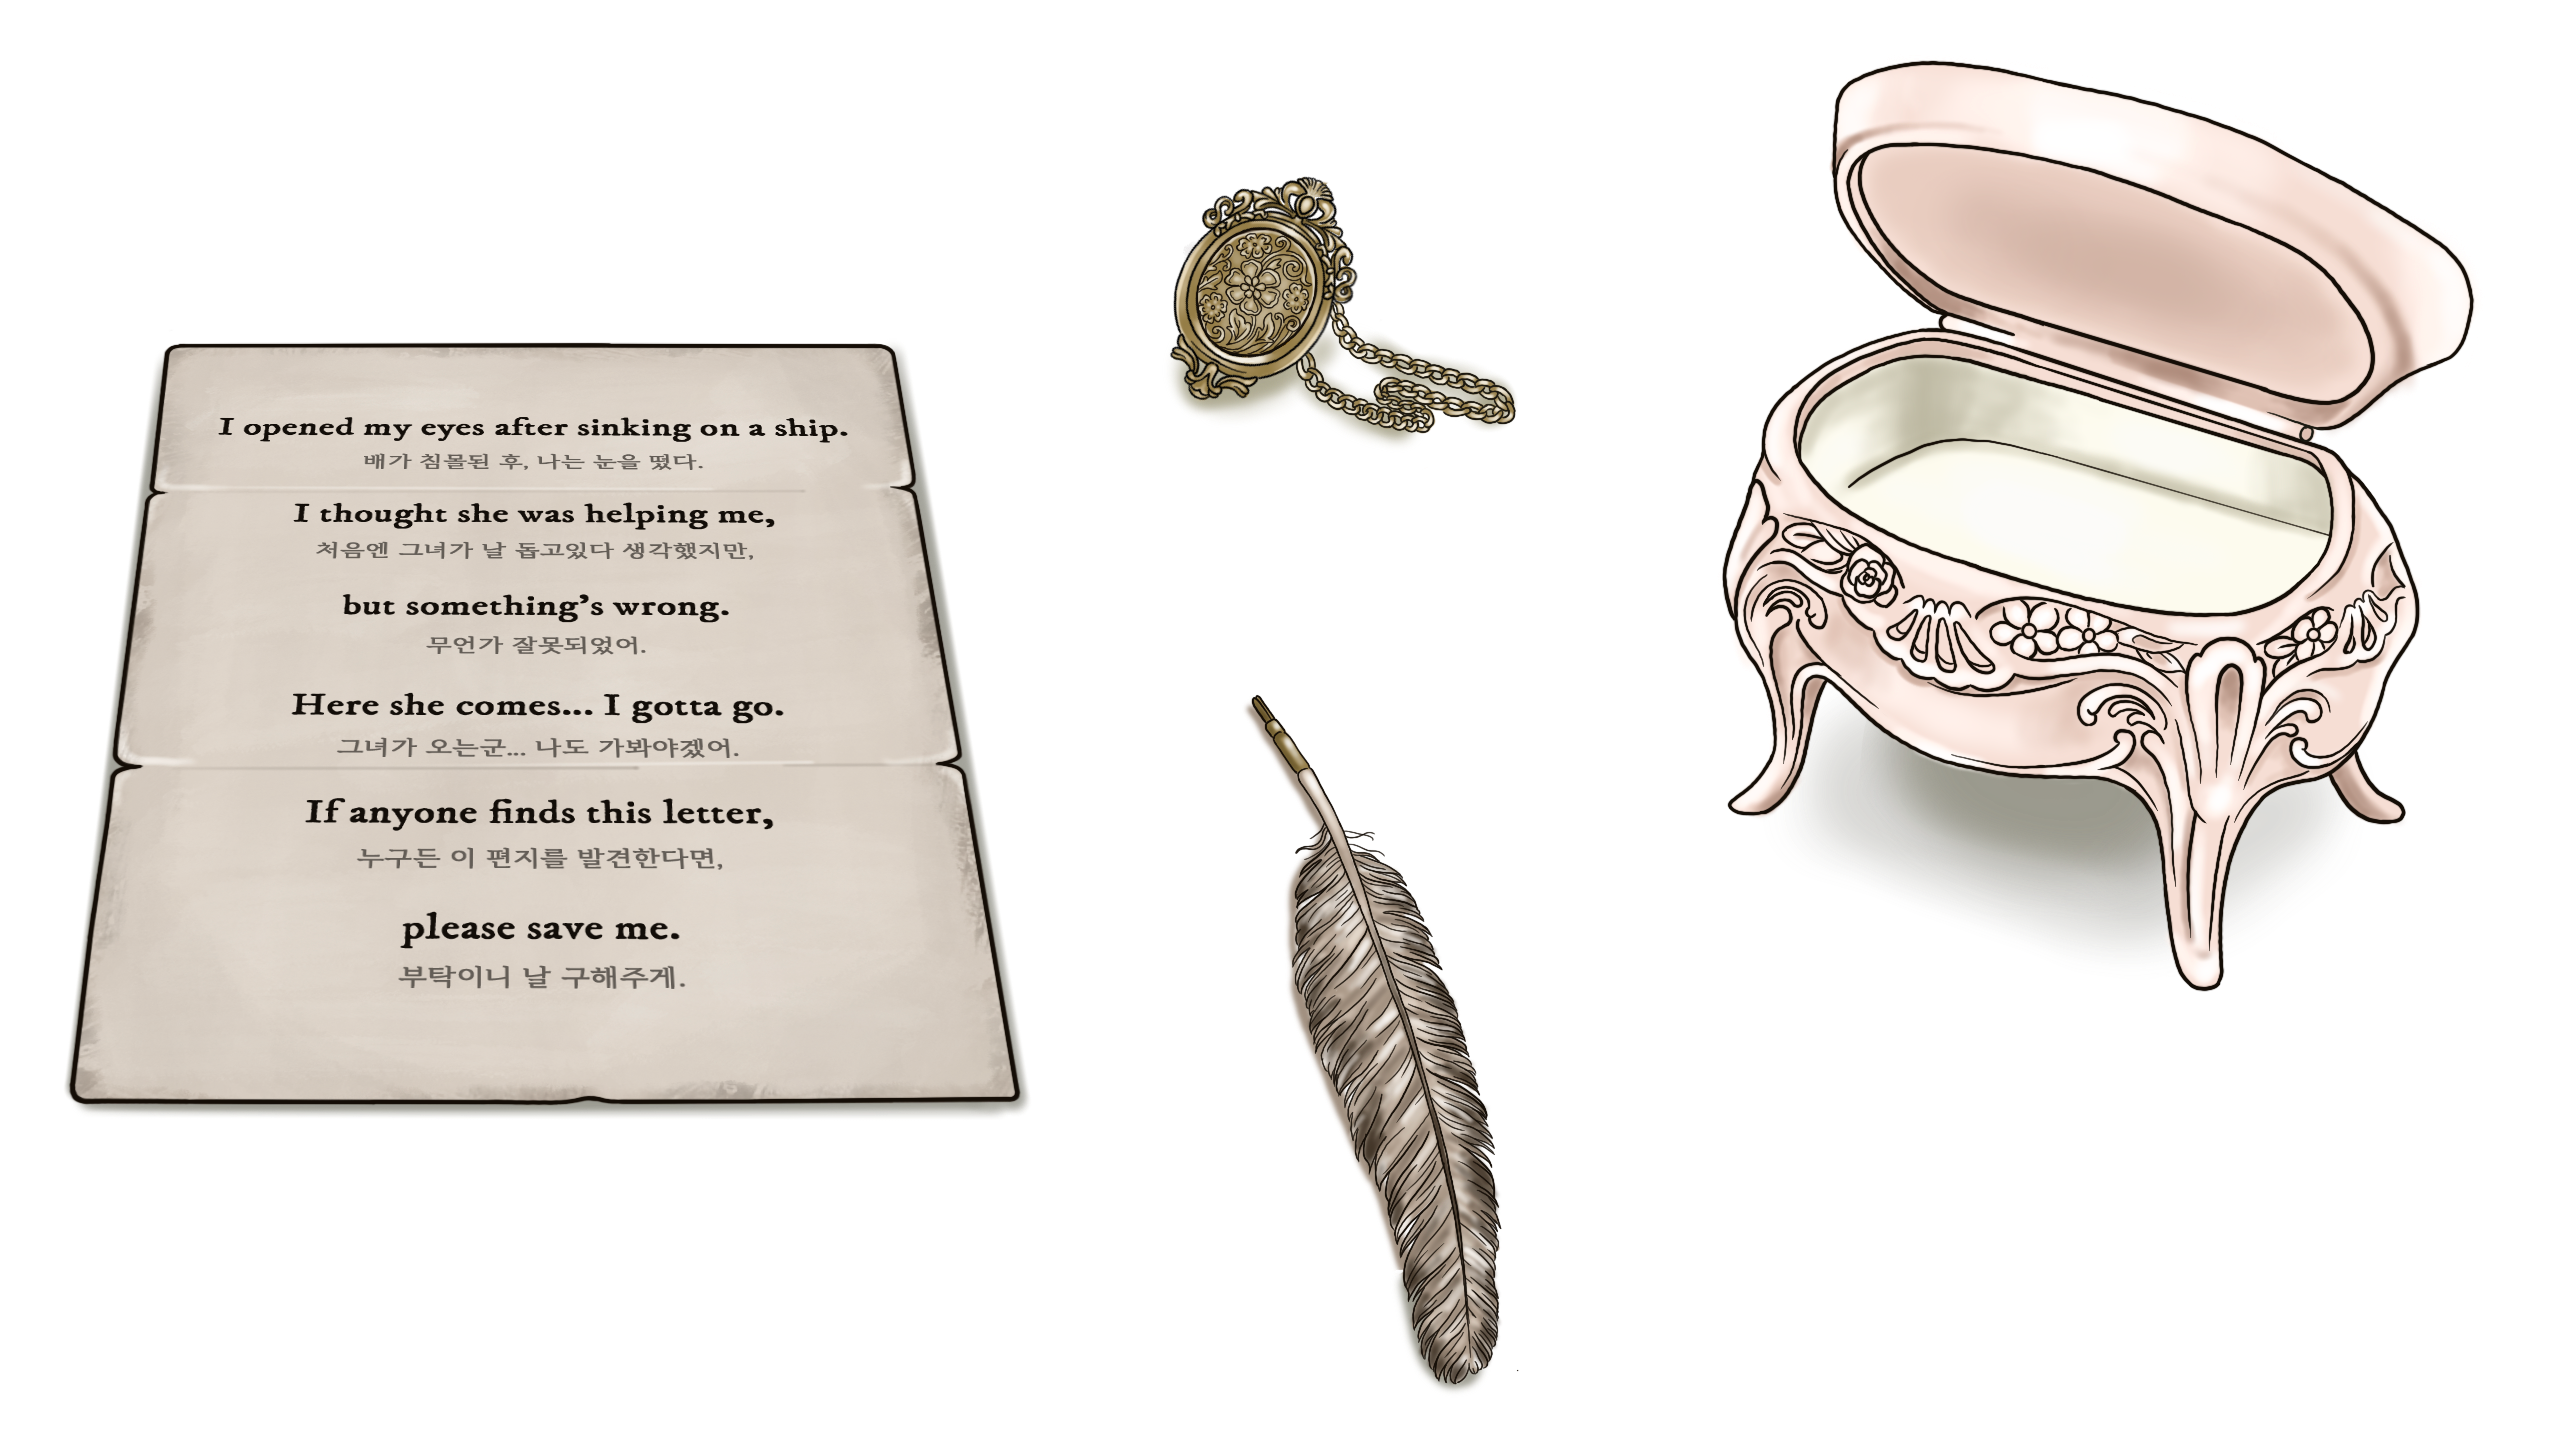 I opened my eyes after sinking on a ship.
배가 침몰된 후, 나는 눈을 떴다.
I thought she was helping me,
처음엔 그녀가 날 돕고있다 생각했지만,
but something's wrong.
무언가 잘못되었어.
Here she comes... I gotta go.
그녀가 오는군... 나도 가봐야겠어.
If anyone finds this letter,
누구든 이 편지를 발견한다면,
please save me.
부탁이니 날 구해주게.